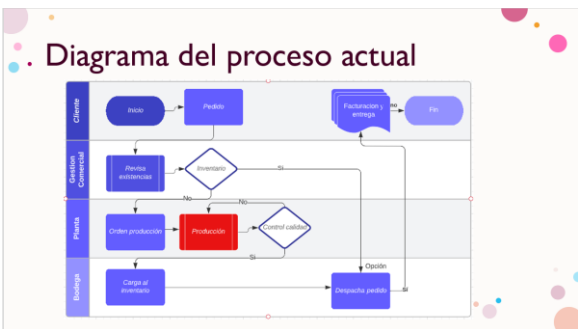 . Diagrama del proceso actual
Cliente
Inicio
Pedido
Facturación y
entrega
no
Fin
Gestion
Comercial
Revisa
existencias
Inventario
Si
No
No
Planta
Orden producción
Producción
Control calidad
Si
Opción
Bodega
Carga al
inventario
Despacha pedido
Si